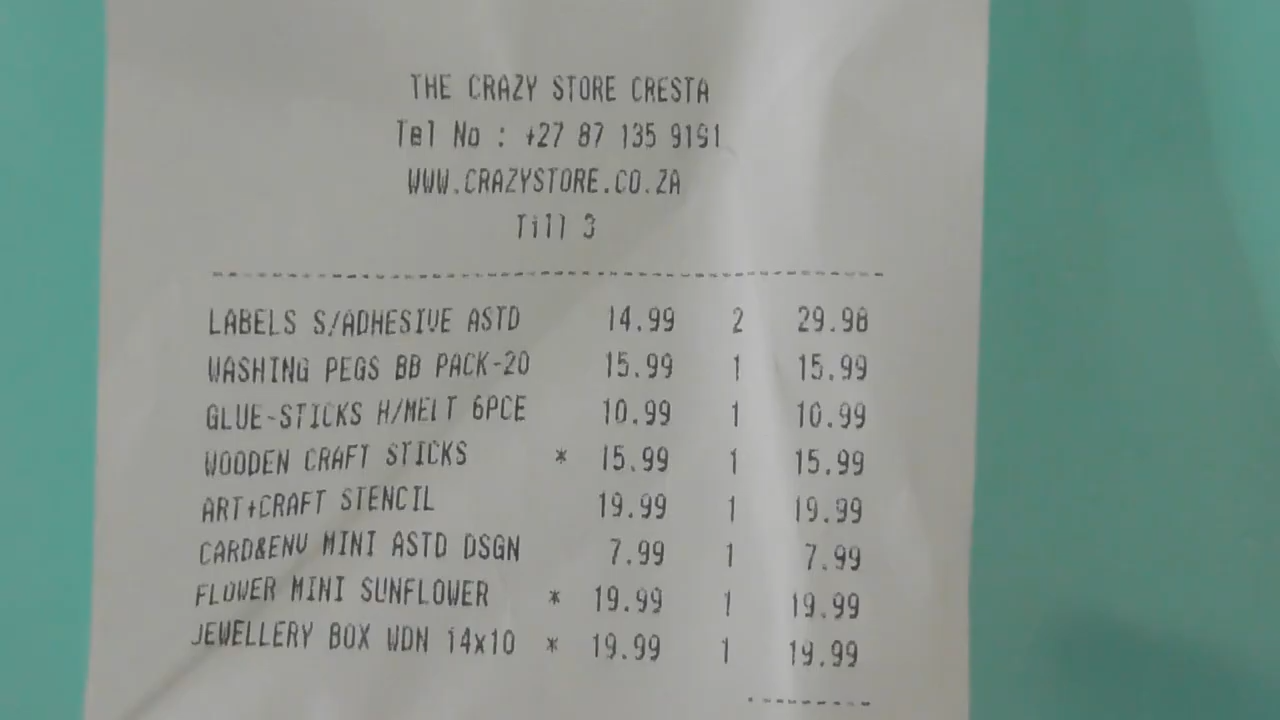 THE CRAZY STORE CRESTA
Tel No : +27 87 135 9191
WWW.CRAZYSTORE.CO.ZA
Till 3
LABELS S/ADHESIVE ASTD 14.99 2 29.98
WASHING PEGS BB PACK-20 15.99 1 15.99
GLUE-STICKS H/MELT 6PCE 10.99 1 10.99
WOODEN CRAFT STICKS * 15.99 1 15.99
ART+CRAFT STENCIL 19.99 1 19.99
CARD&ENV MINI ASTD DSGN 7.99 1 7.99
FLOWER MINI SUNFLOWER * 19.99 1 19.99
JEWELLERY BOX WDN 14x10 * 19.99 1 19.99